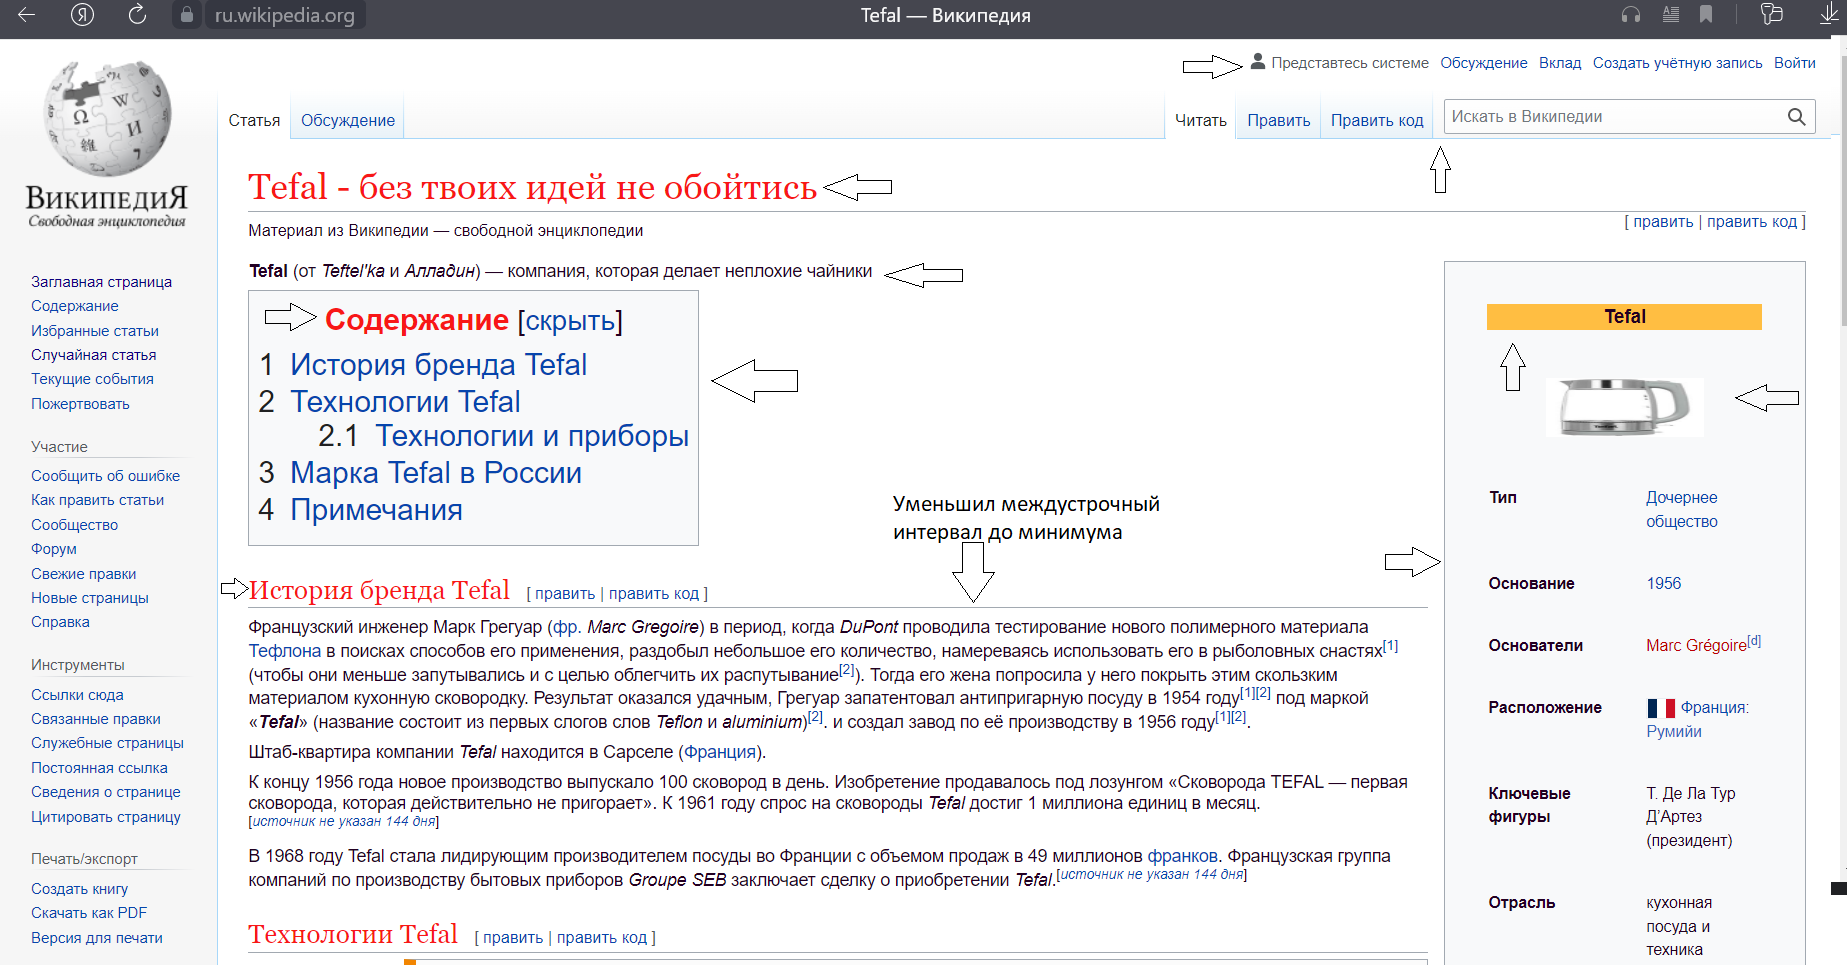 ru.wikipedia.org
Tefal — Википедия
Представтесь системе Обсуждение Вклад Создать учётную запись Войти
Статья Обсуждение
Читать Править Править код Искать в Википедии
ВИКИПЕДИЯ
Свободная энциклопедия
Заглавная страница
Содержание
Избранные статьи
Случайная статья
Текущие события
Пожертвовать
Участие
Сообщить об ошибке
Как править статьи
Сообщество
Форум
Свежие правки
Новые страницы
Справка
Инструменты
Ссылки сюда
Связанные правки
Служебные страницы
Постоянная ссылка
Сведения о странице
Цитировать страницу
Печать/экспорт
Создать книгу
Скачать как PDF
Версия для печати
Tefal - без твоих идей не обойтись
[ править | править код ]
Материал из Википедии — свободной энциклопедии
Tefal (от Teftel'ka и Алладин) — компания, которая делает неплохие чайники
Содержание [скрыть]
1 История бренда Tefal
2 Технологии Tefal
2.1 Технологии и приборы
3 Марка Tefal в России
4 Примечания
Уменьшил междустрочный
интервал до минимума
История бренда Tefal [ править | править код ]
Французский инженер Марк Грегуар (фр. Marc Gregoire) в период, когда DuPont проводила тестирование нового полимерного материала
Тефлона в поисках способов его применения, раздобыл небольшое его количество, намереваясь использовать его в рыболовных снастях[1]
(чтобы они меньше запутывались и с целью облегчить их распутывание[2]). Тогда его жена попросила у него покрыть этим скользким
материалом кухонную сковородку. Результат оказался удачным, Грегуар запатентовал антипригарную посуду в 1954 году[1][2] под маркой
«Tefal» (название состоит из первых слогов слов Teflon и aluminium)[2]. и создал завод по её производству в 1956 году[1][2].
Штаб-квартира компании Tefal находится в Сарселе (Франция).
К концу 1956 года новое производство выпускало 100 сковород в день. Изобретение продавалось под лозунгом «Сковорода TEFAL — первая
сковорода, которая действительно не пригорает». К 1961 году спрос на сковороды Tefal достиг 1 миллиона единиц в месяц.
[источник не указан 144 дня]
В 1968 году Tefal стала лидирующим производителем посуды во Франции с объемом продаж в 49 миллионов франков. Французская группа
компаний по производству бытовых приборов Groupe SEB заключает сделку о приобретении Tefal.[источник не указан 144 дня]
Технологии Tefal [ править | править код ]
Tefal
Тип Дочернее
общество
Основание 1956
Основатели Marc Grégoire[d]
Расположение Франция:
Румийи
Ключевые Т. Де Ла Тур
фигуры Д’Артез
(президент)
Отрасль кухонная
посуда и
техника